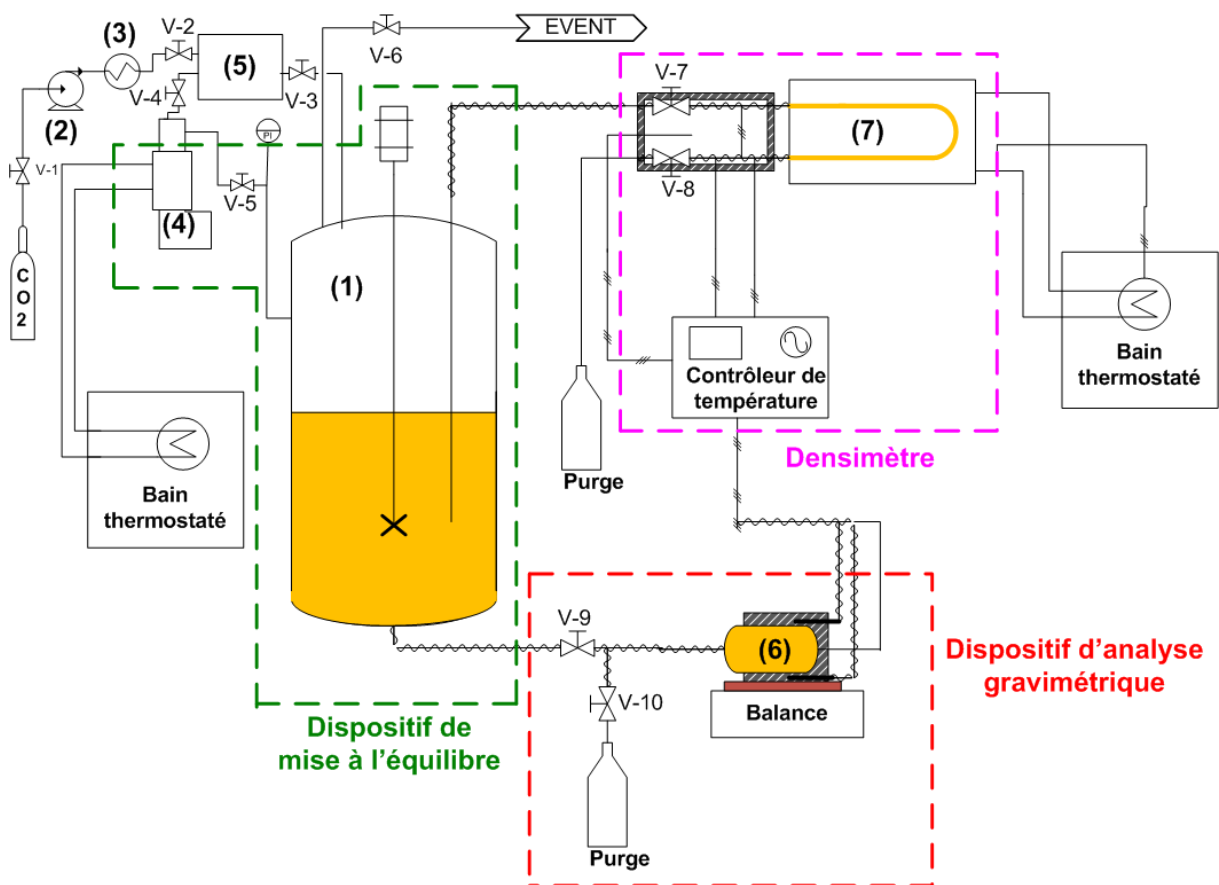 EVENT
V-6
(3)
V-2
(5)
V-3
V-4
(2)
V-1
PI
V-5
(4)
CO2
(1)
V-7
V-8
(7)
Contrôleur de
température
Densimètre
Bain
thermostaté
Purge
Bain
thermostaté
V-9
(6)
V-10
Balance
Purge
Dispositif de
mise à l'équilibre
Dispositif d'analyse
gravimétrique